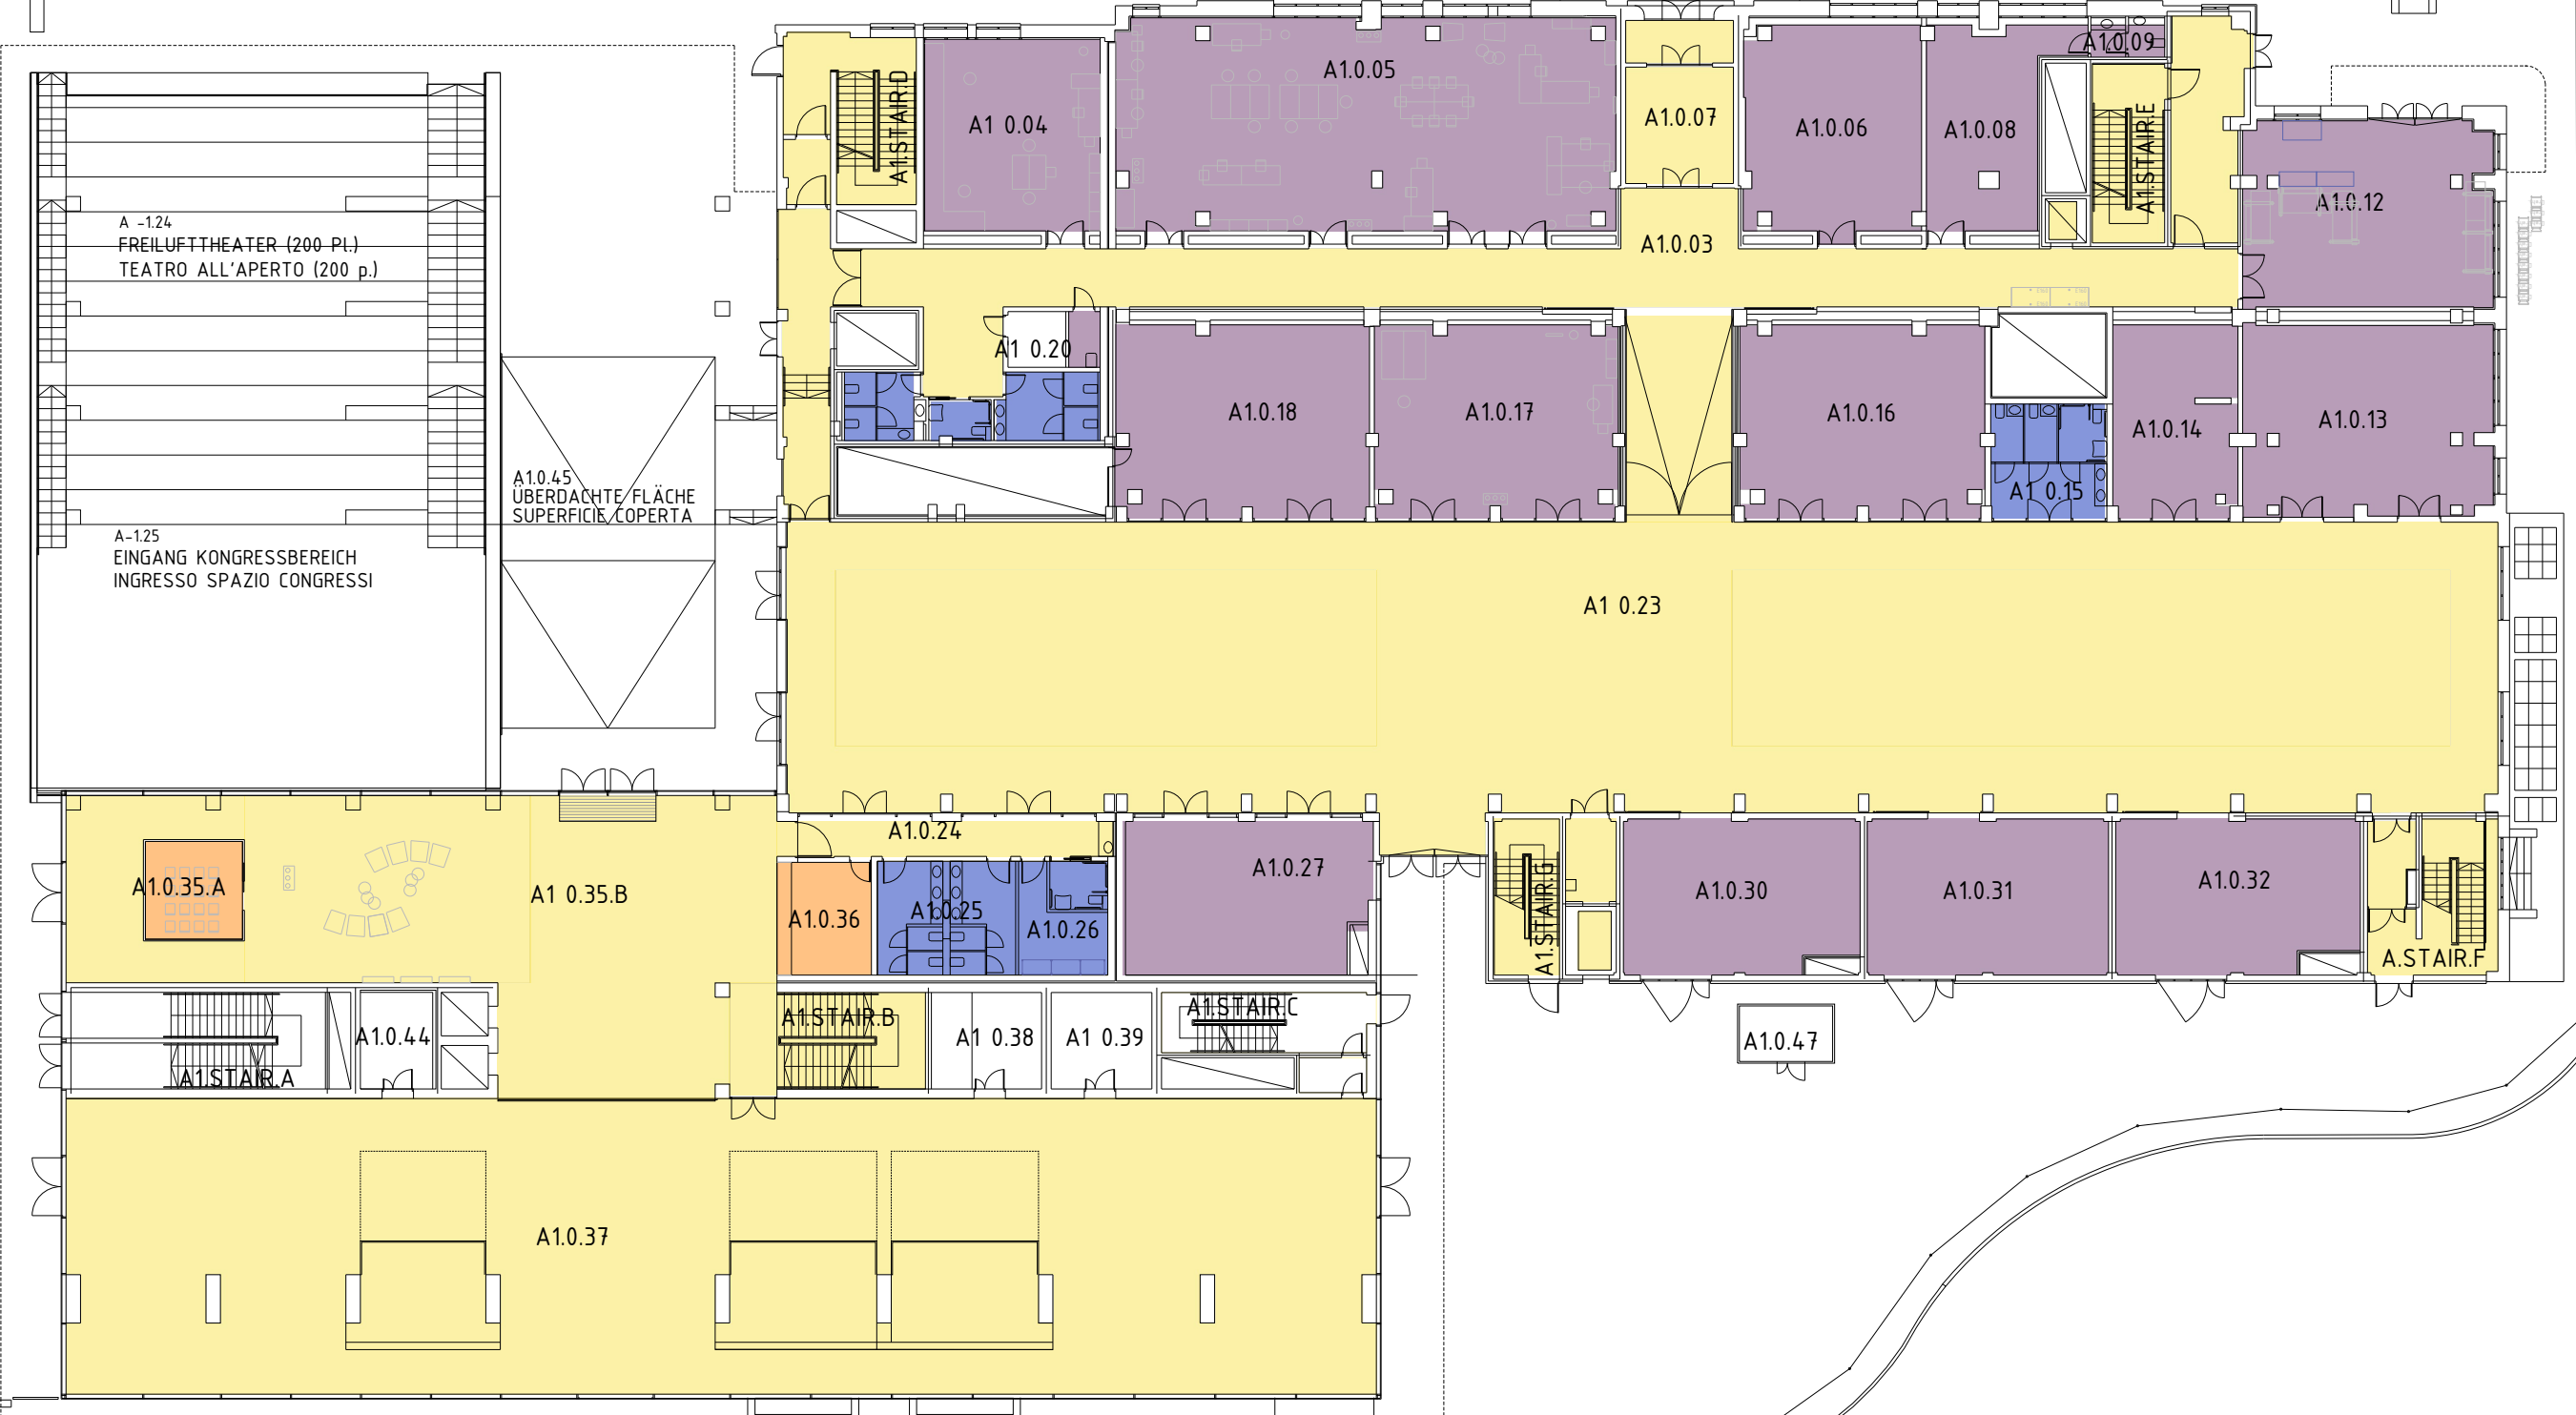 A1.0.09
A1.0.05
A1.STAIR.D
A1 0.04
A1.0.07
A1.0.06
A1.0.08
A1.STAIR.E
A1.0.12
A -1.24
FREILUFTTHEATER (200 Pl.)
TEATRO ALL'APERTO (200 p.)
A1.0.03
A1 0.20
A1.0.18
A1.0.17
A1.0.16
A1.0.14
A1.0.13
A1.0.45
ÜBERDACHTE FLÄCHE
SUPERFICIE COPERTA
A1 0.15
A-1.25
EINGANG KONGRESSBEREICH
INGRESSO SPAZIO CONGRESSI
A1 0.23
A1.0.24
A1.0.35.A
A1 0.35.B
A1.0.36
A1.0.25
A1.0.26
A1.0.27
A1.STAIR.G
A1.0.30
A1.0.31
A1.0.32
A.STAIR.F
A1.STAIR.A
A1.0.44
A1.STAIR.B
A1 0.38
A1 0.39
A1.STAIR.C
A1.0.47
A1.0.37